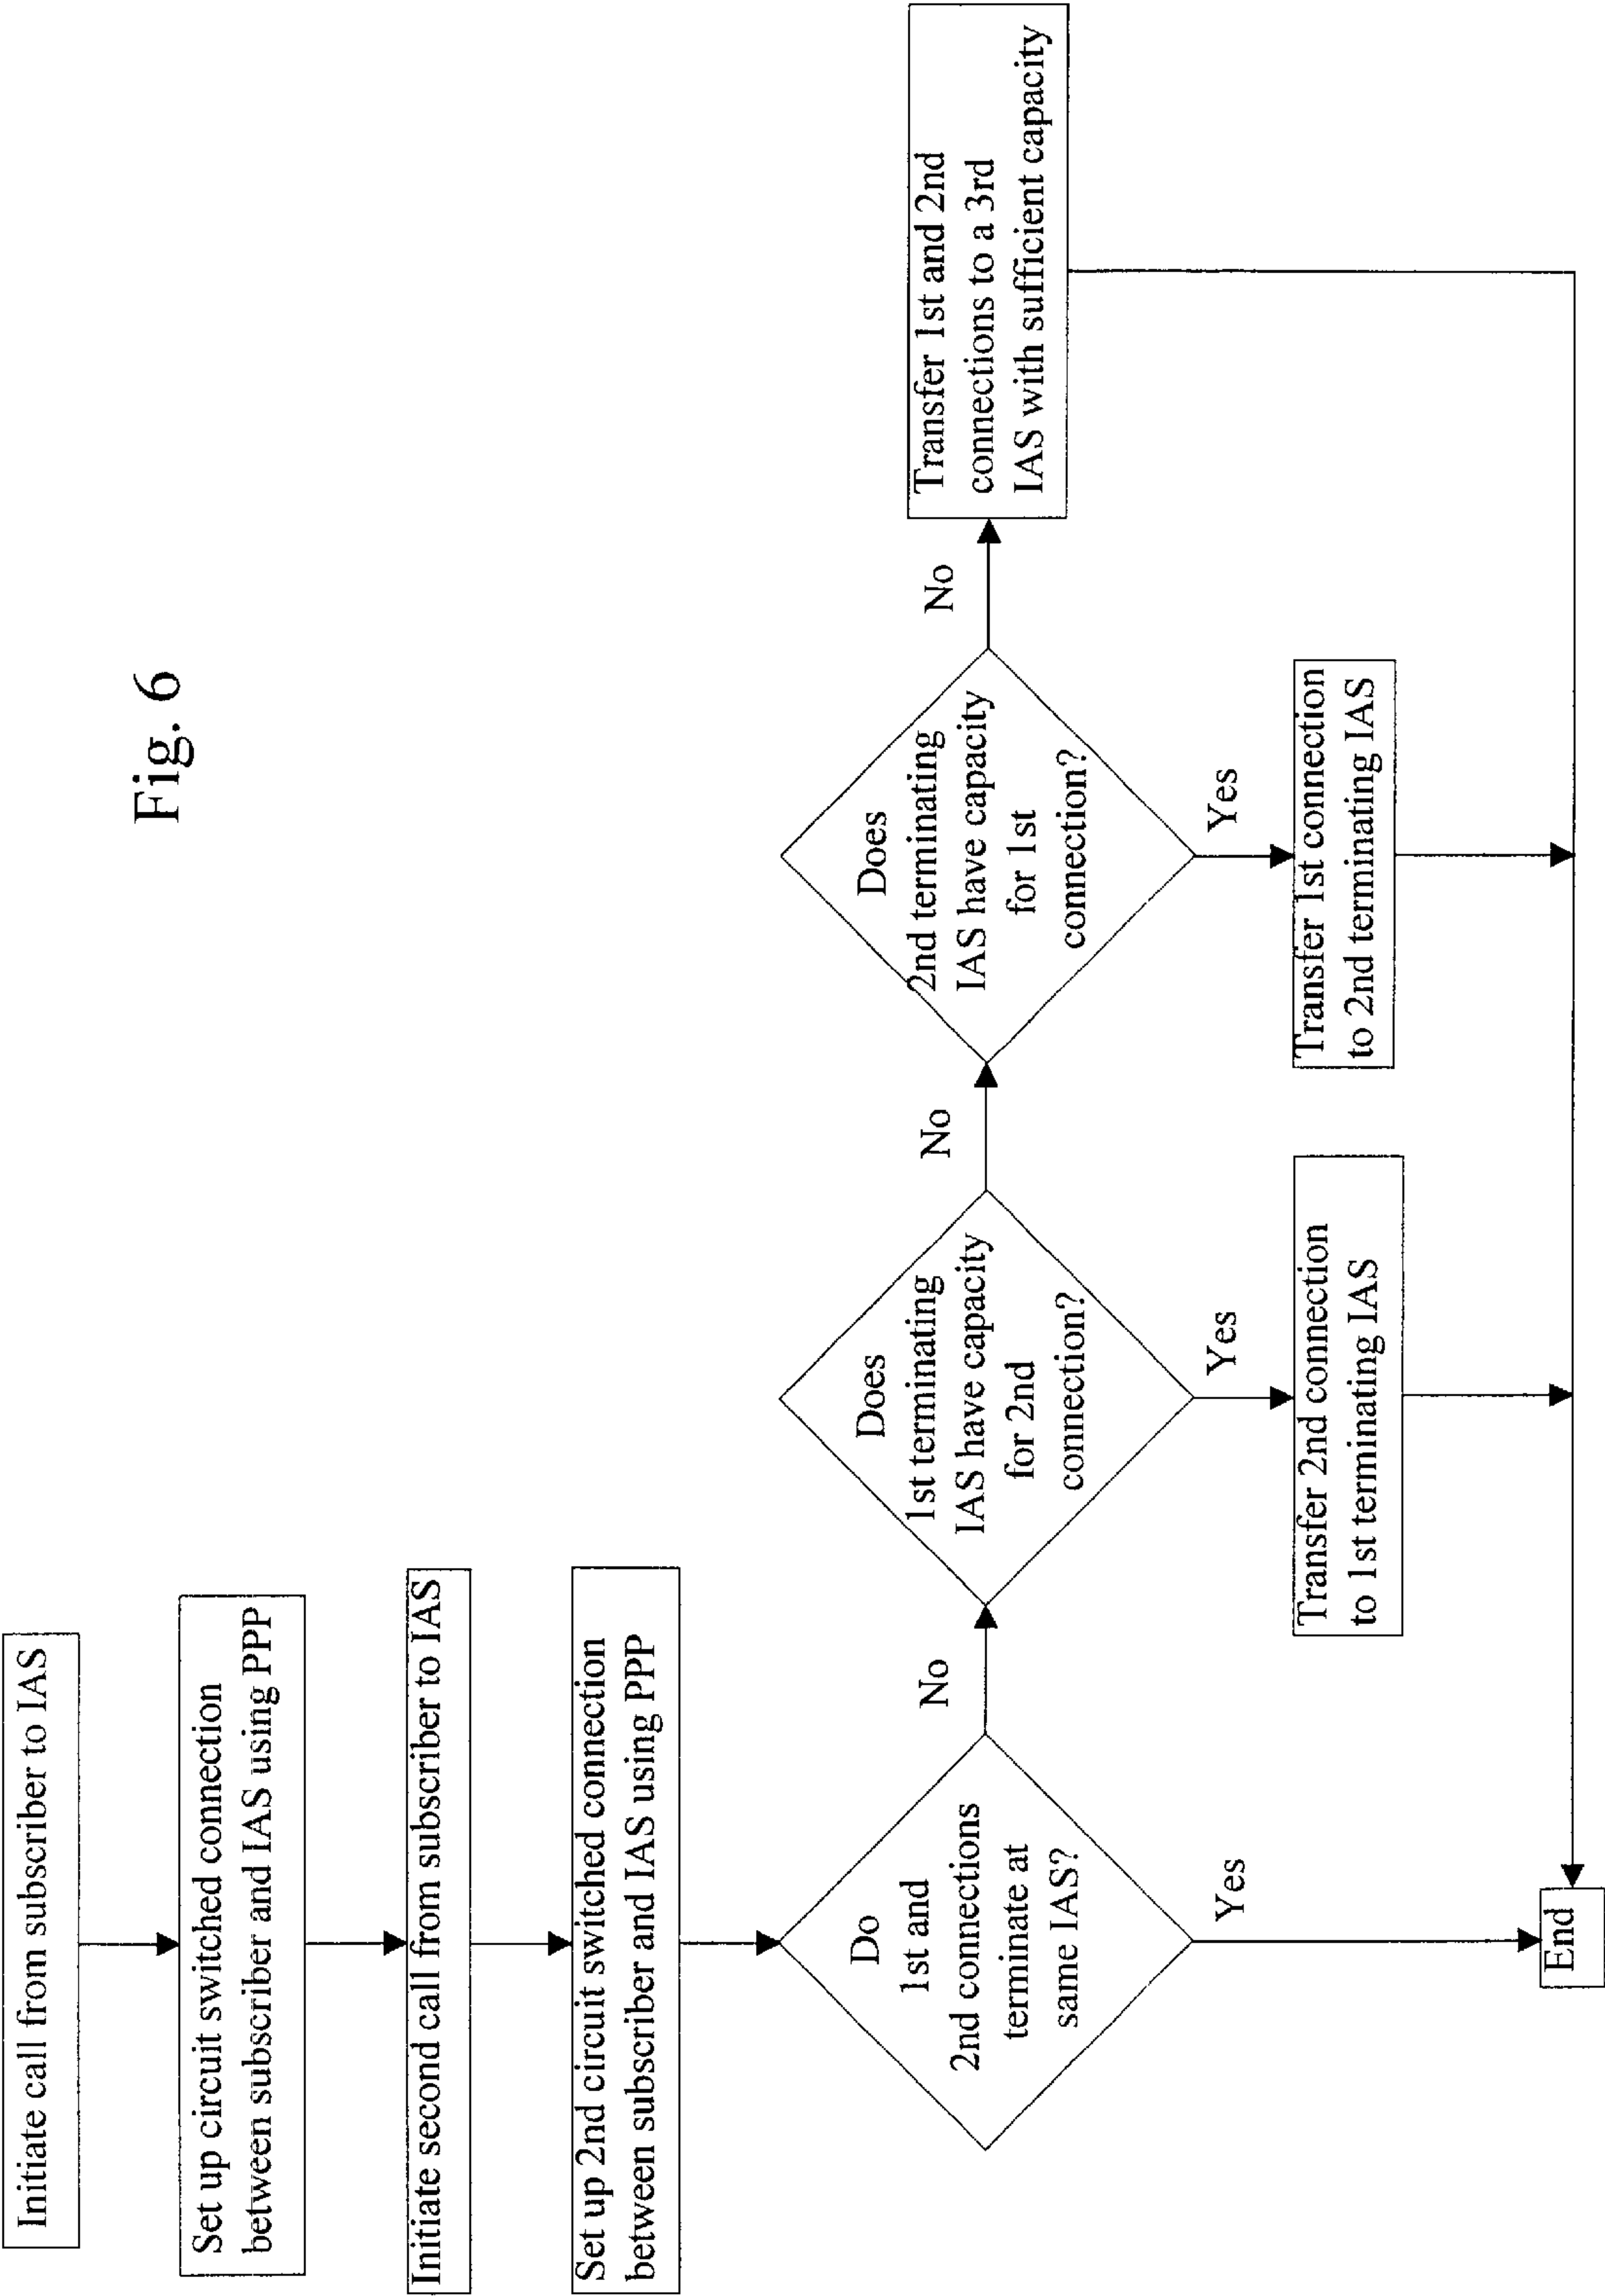 Fig. 6
Initiate call from subscriber to IAS
Set up circuit switched connection
between subscriber and IAS using PPP
Initiate second call from subscriber to IAS
Set up 2nd circuit switched connection
between subscriber and IAS using PPP
Do
1st and
2nd connections
terminate at
same IAS?
No
Yes
Does
1st terminating
IAS have capacity
for 2nd
connection?
No
Yes
Transfer 2nd connection
to 1st terminating IAS
Does
2nd terminating
IAS have capacity
for 1st
connection?
No
Yes
Transfer 1st connection
to 2nd terminating IAS
Transfer 1st and 2nd
connections to a 3rd
IAS with sufficient capacity
End